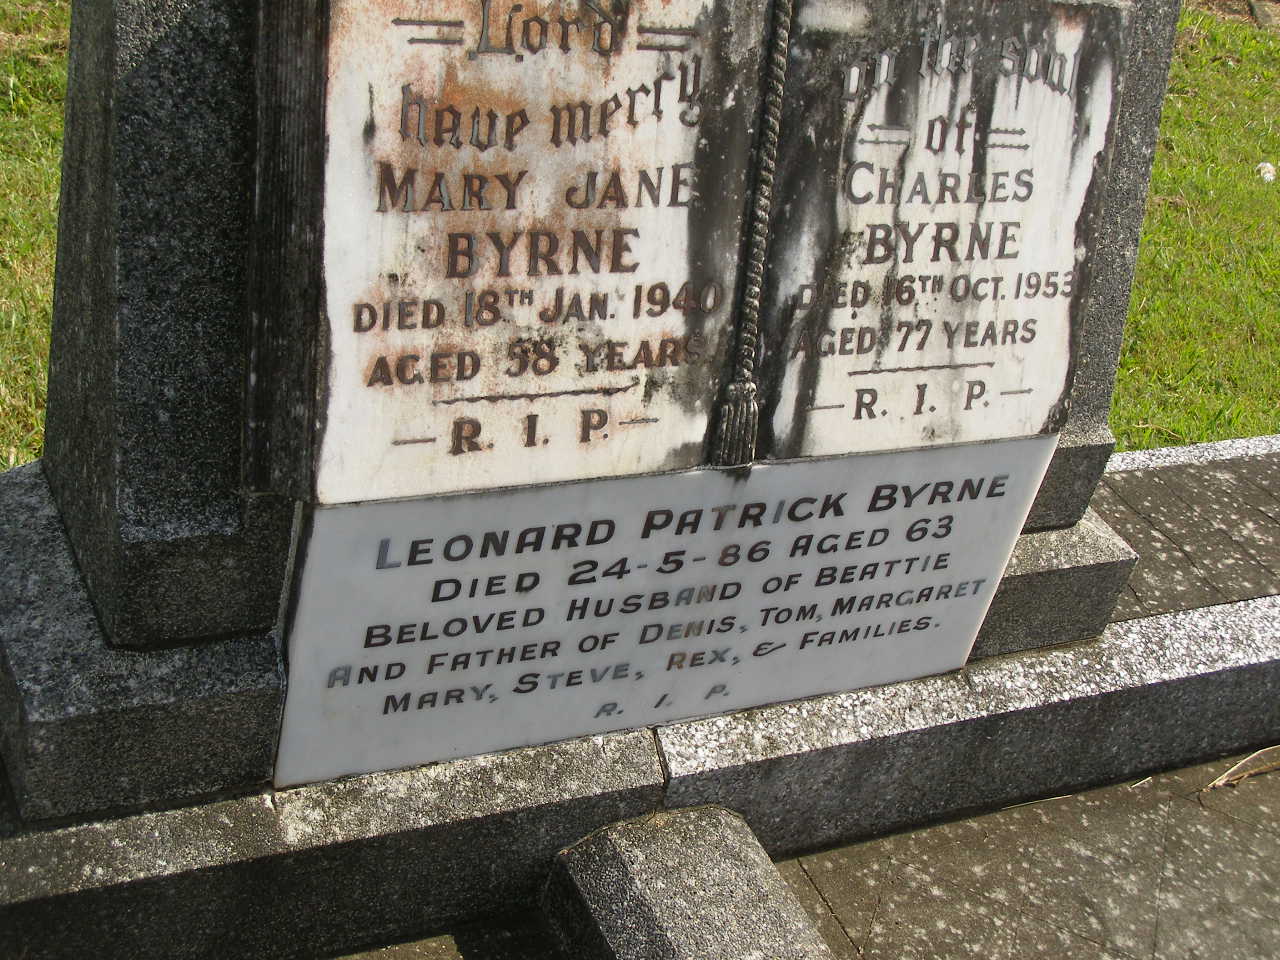 Lord
have mercy
MARY JANE
BYRNE
DIED 18TH JAN. 1940
AGED 58 YEARS
R. I. P.
on the Soul
of
CHARLES
BYRNE
DIED 16TH OCT. 1953
AGED 77 YEARS
R. I. P.
LEONARD PATRICK BYRNE
DIED 24-5-86 AGED 63
BELOVED HUSBAND OF BEATTIE
AND FATHER OF DENIS, TOM, MARGARET
MARY, STEVE, REX, & FAMILIES.
R. I. P.